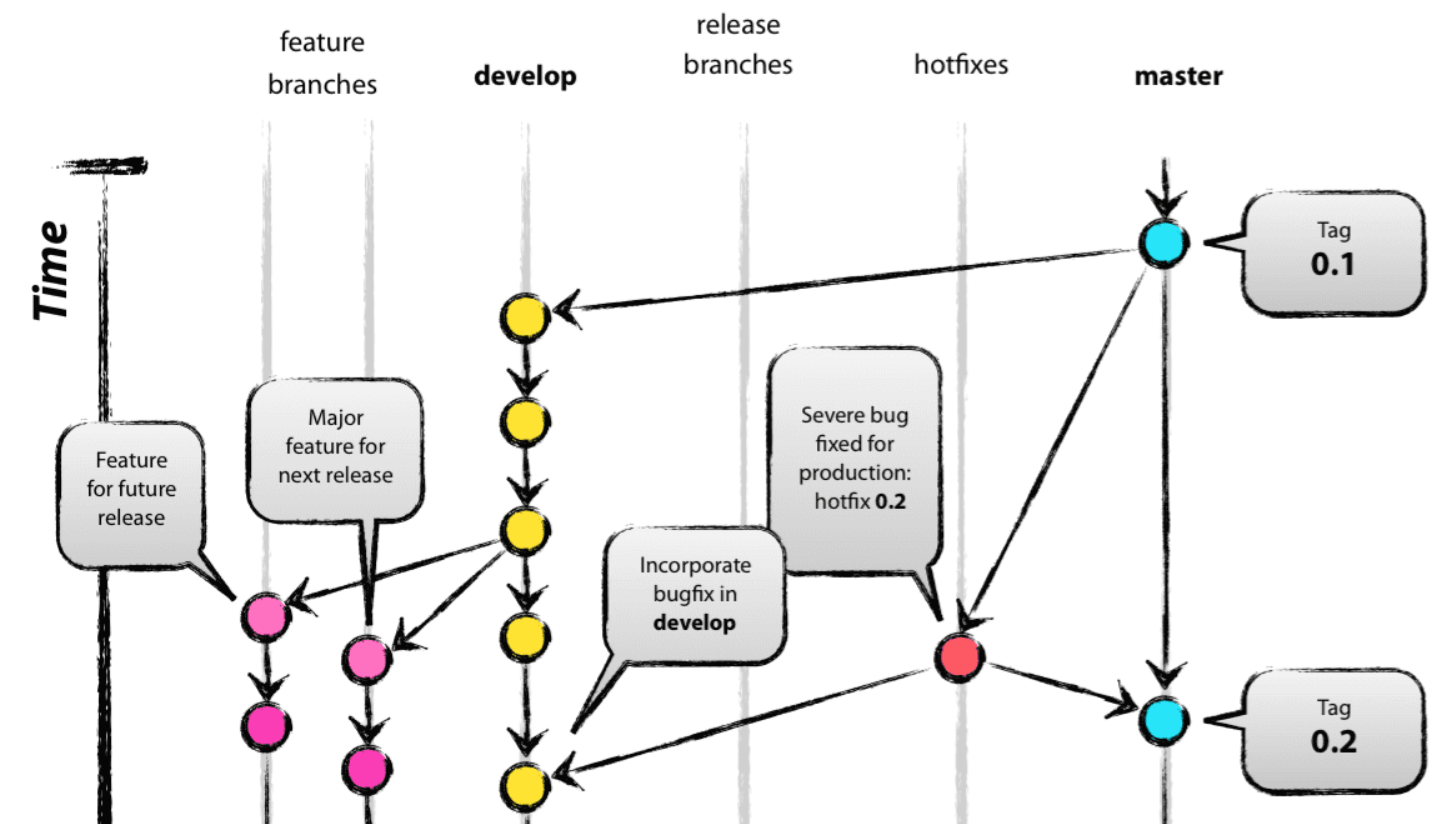 feature
branches
develop
release
branches
hotfixes
master
Time
Tag
0.1
Feature
for future
release
Major
feature for
next release
Severe bug
fixed for
production:
hotfix 0.2
Incorporate
bugfix in
develop
Tag
0.2